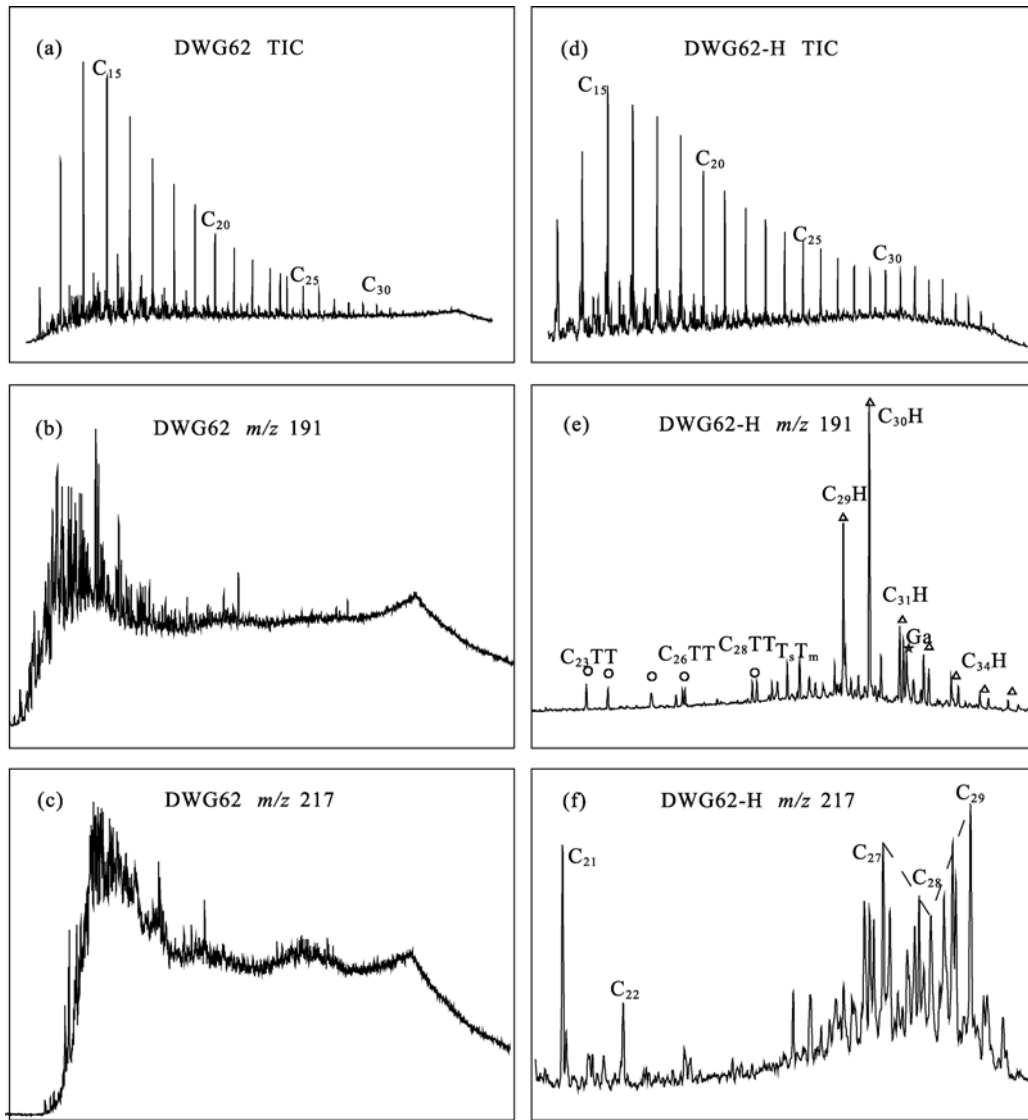 (a) DWG62 TIC
C₁₅
C₂₀
C₂₅
C₃₀
(d) DWG62-H TIC
C₁₅
C₂₀
C₂₅
C₃₀
(b) DWG62 m/z 191
(e) DWG62-H m/z 191
C₃₀H
C₂₉H
C₃₁H
Ga
C₂₃TT C₂₆TT C₂₈TT Tₛ Tₘ C₃₄H
(c) DWG62 m/z 217
(f) DWG62-H m/z 217
C₂₉
C₂₁
C₂₇
C₂₈
C₂₂